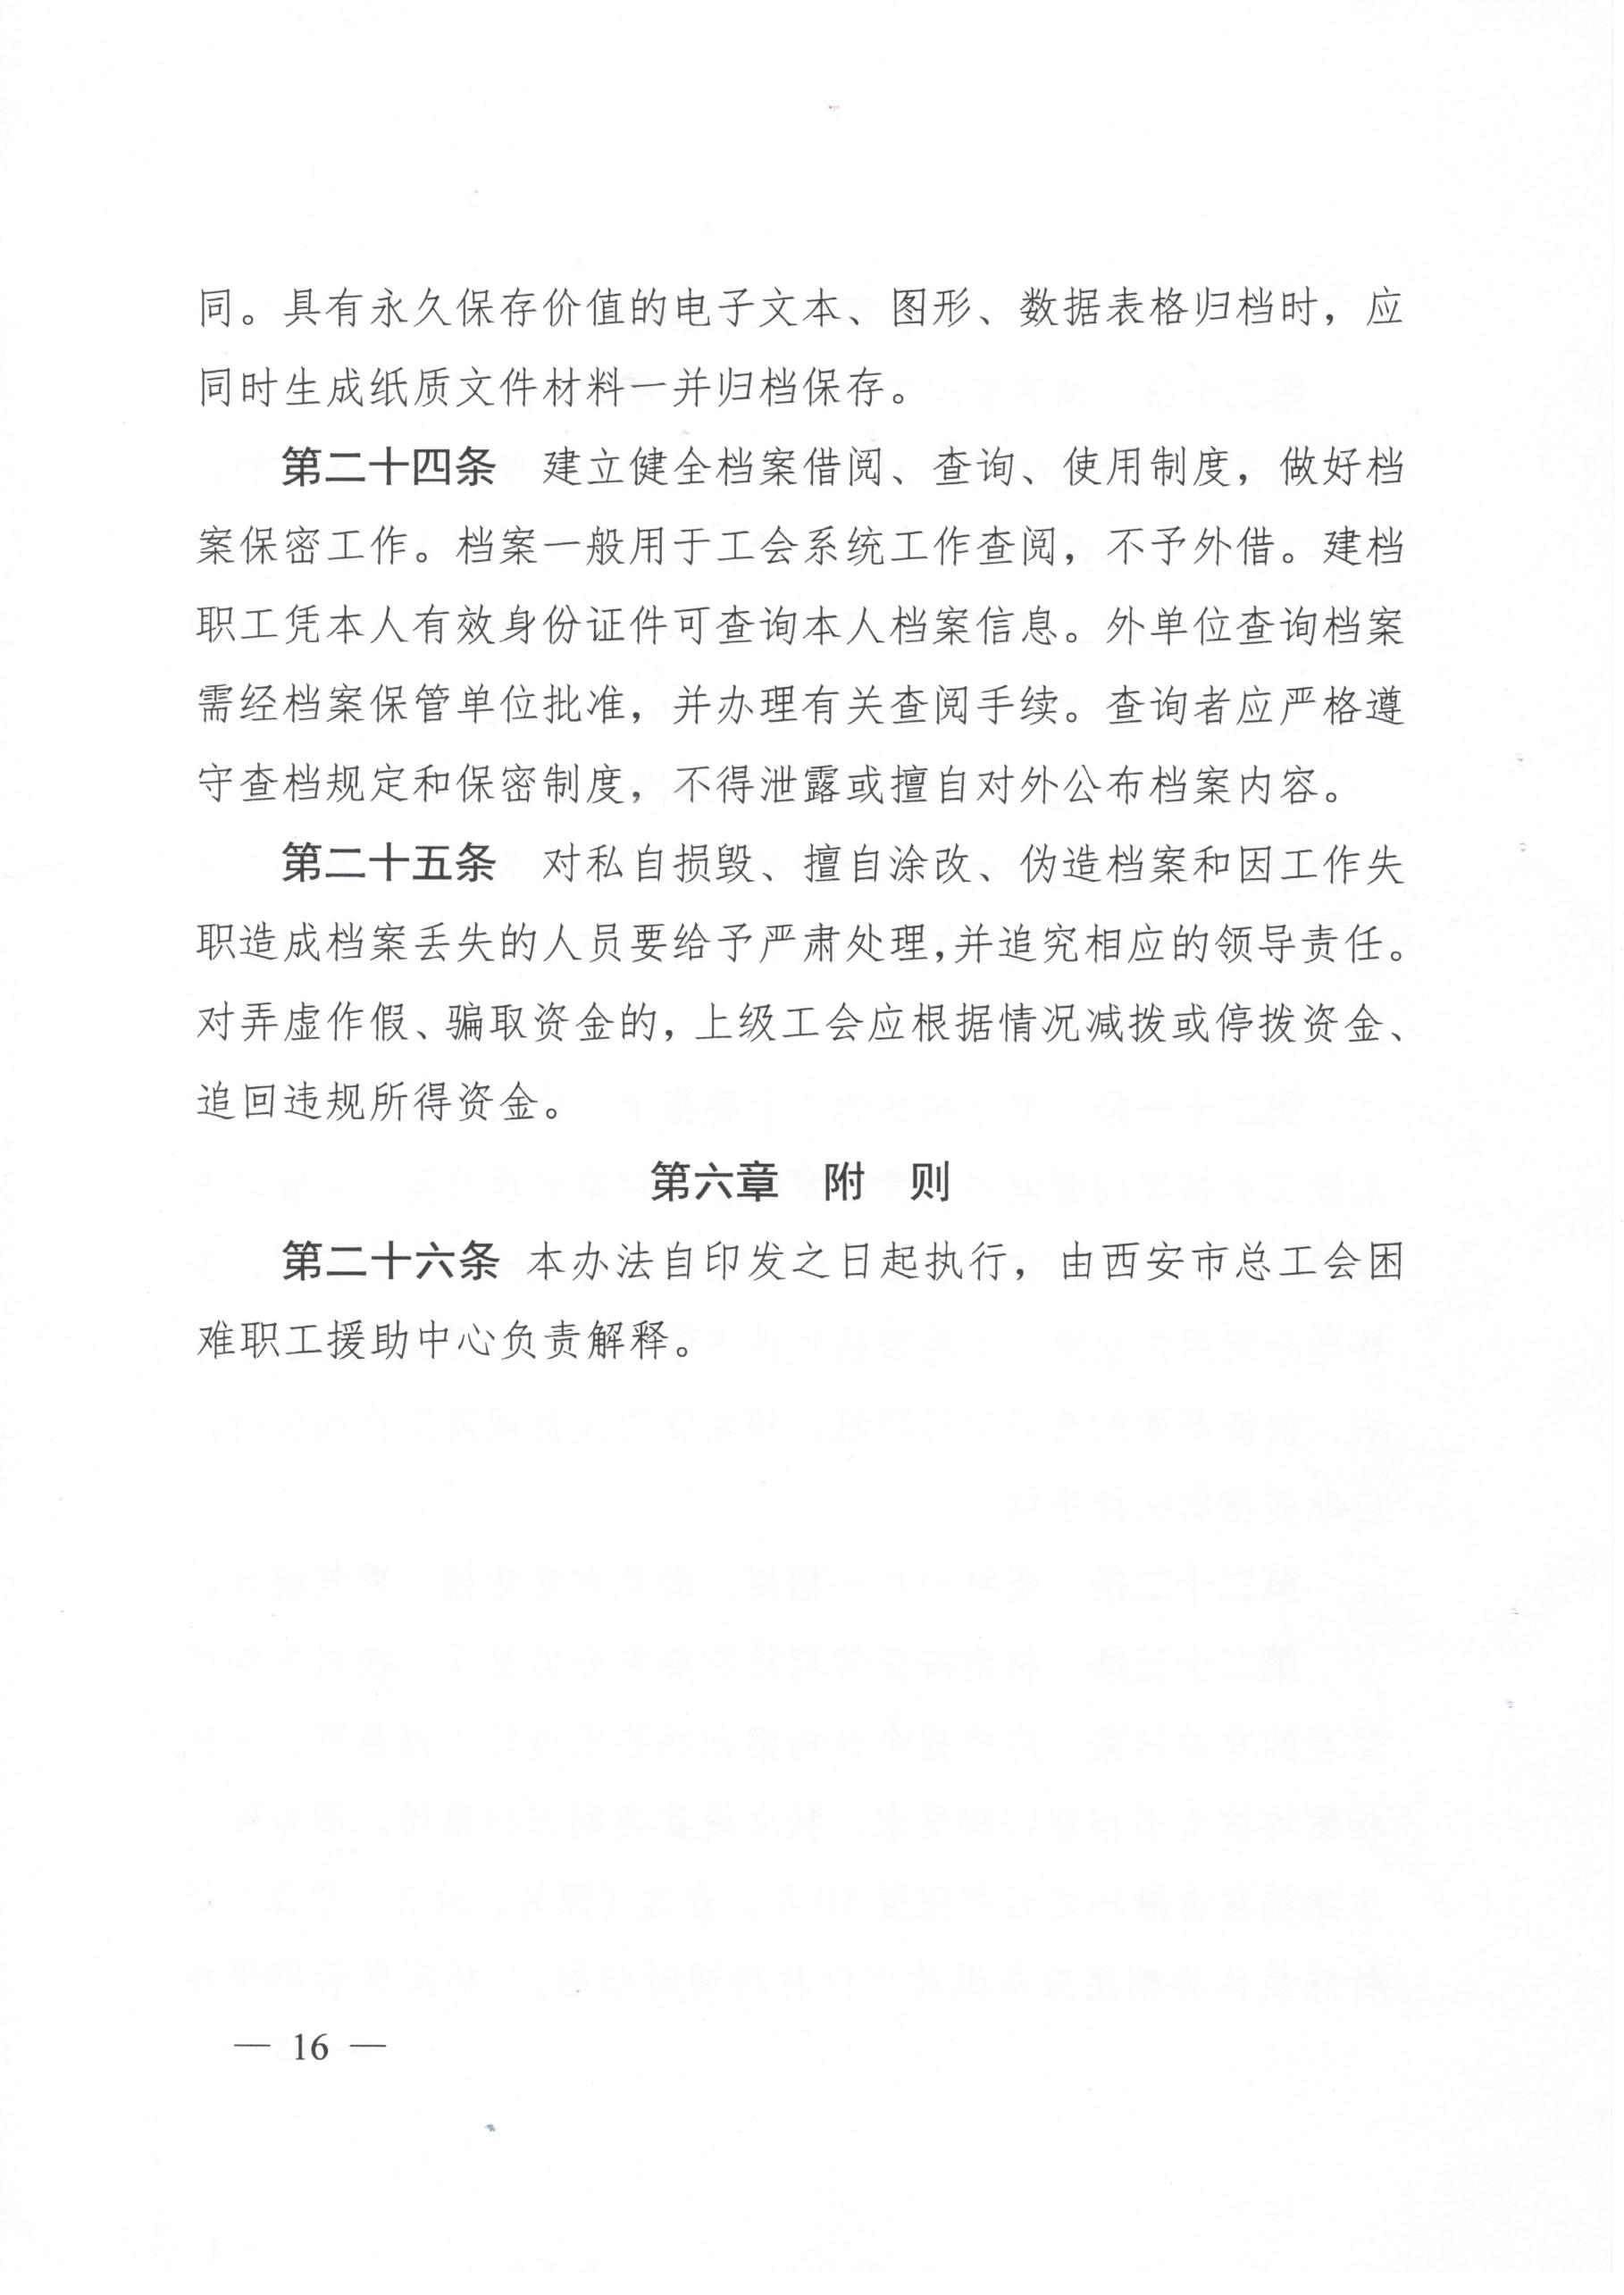 同。具有永久保存价值的电子文本、图形、数据表格归档时，应
同时生成纸质文件材料一并归档保存。
第二十四条　建立健全档案借阅、查询、使用制度，做好档
案保密工作。档案一般用于工会系统工作查阅，不予外借。建档
职工凭本人有效身份证件可查询本人档案信息。外单位查询档案
需经档案保管单位批准，并办理有关查阅手续。查询者应严格遵
守查档规定和保密制度，不得泄露或擅自对外公布档案内容。
第二十五条　对私自损毁、擅自涂改、伪造档案和因工作失
职造成档案丢失的人员要给予严肃处理，并追究相应的领导责任。
对弄虚作假、骗取资金的，上级工会应根据情况减拨或停拨资金、
追回违规所得资金。
第六章　附　则
第二十六条 本办法自印发之日起执行，由西安市总工会困
难职工援助中心负责解释。
— 16 —